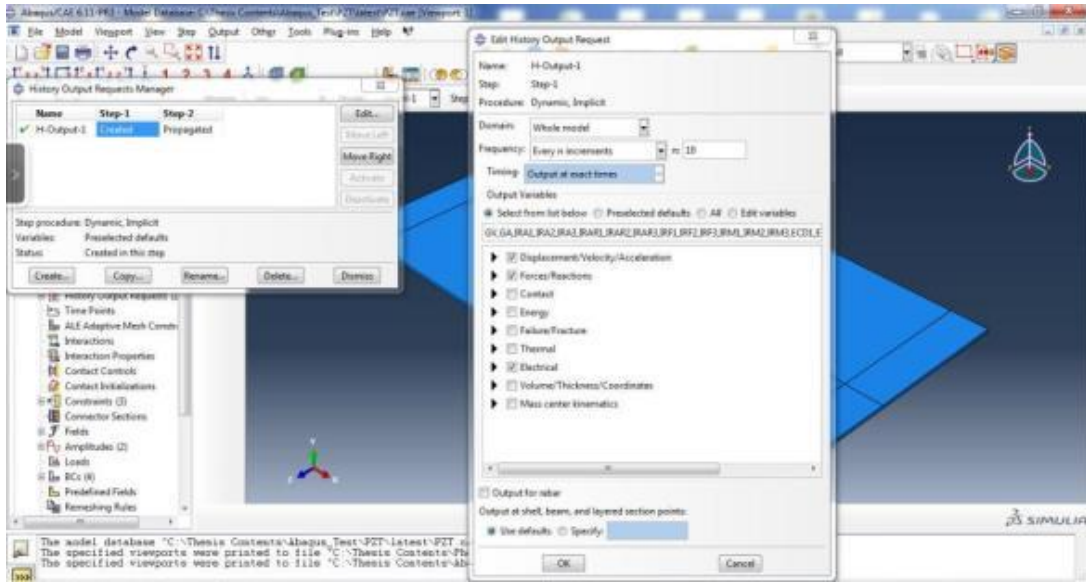 Abaqus/CAE 6.11-PR3 - Model Database: C:\Thesis Contents\Abaqus_Test\PZT\latest\PZT.cae [Viewport: 1]
File Model Viewport View Step Output Other Tools Plug-ins Help
1 2 3 4
History Output Requests Manager
Name Step-1 Step-2
H-Output-1 Created Propagated
Edit...
Move Left
Move Right
Activate
Deactivate
Step procedure: Dynamic, Implicit
Variables: Preselected defaults
Status: Created in this step
Create... Copy... Rename... Delete... Dismiss
History Output Requests
Time Points
ALE Adaptive Mesh Constr
Interactions
Interaction Properties
Contact Controls
Contact Initializations
Constraints (3)
Connector Sections
Fields
Amplitudes (2)
Loads
BCs (4)
Predefined Fields
Remeshing Rules
Edit History Output Request
Name: H-Output-1
Step: Step-1
Procedure: Dynamic, Implicit
Domain: Whole model
Frequency: Every n increments n: 10
Timing: Output at exact times
Output Variables
Select from list below Preselected defaults All Edit variables
Displacement/Velocity/Acceleration
Forces/Reactions
Contact
Energy
Failure/Fracture
Thermal
Electrical
Volume/Thickness/Coordinates
Mass center kinematics
Output for rebar
Output at shell, beam, and layered section points:
Use defaults Specify:
OK Cancel
SIMULIA
The model database "C:\Thesis Contents\Abaqus_Test\PZT\latest\PZT
The specified viewports were printed to file "C:\Thesis Contents\Ph
The specified viewports were printed to file "C:\Thesis Contents\Ab